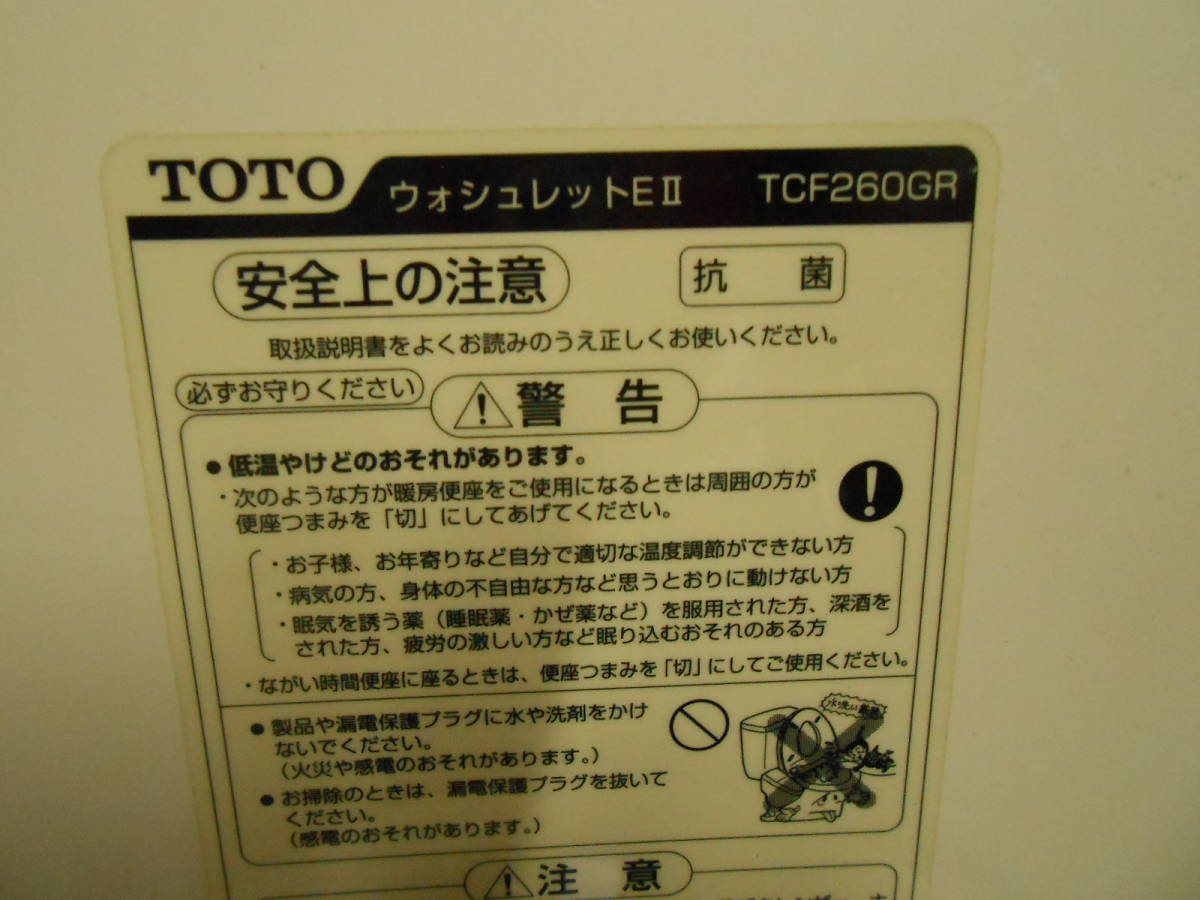 TOTO ウォシュレットEⅡ TCF260GR
安全上の注意 抗菌
取扱説明書をよくお読みのうえ正しくお使いください。
必ずお守りください
警告
● 低温やけどのおそれがあります。
・次のような方が暖房便座をご使用になるときは周囲の方が
便座つまみを「切」にしてあげてください。
・お子様、お年寄りなど自分で適切な温度調節ができない方
・病気の方、身体の不自由な方など思うとおりに動けない方
・眠気を誘う薬（睡眠薬・かぜ薬など）を服用された方、深酒を
された方、疲労の激しい方など眠り込むおそれのある方
・ながい時間便座に座るときは、便座つまみを「切」にしてご使用ください。
● 製品や漏電保護プラグに水や洗剤をかけ
ないでください。
（火災や感電のおそれがあります。）
● お掃除のときは、漏電保護プラグを抜いて
ください。
（感電のおそれがあります。）
水洗い
注意